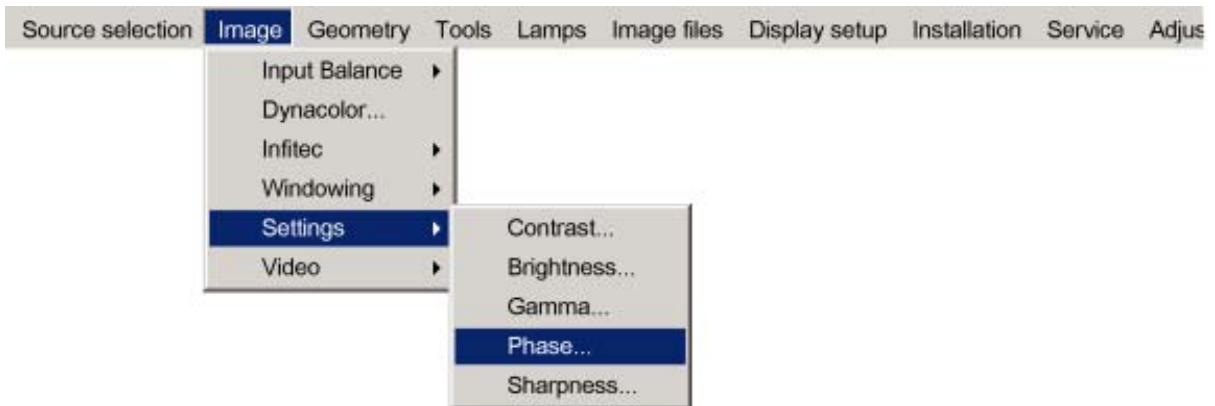 Source selection Image Geometry Tools Lamps Image files Display setup Installation Service Adjus
Input Balance
Dynacolor...
Infitec
Windowing
Settings
Video
Contrast...
Brightness...
Gamma...
Phase...
Sharpness...